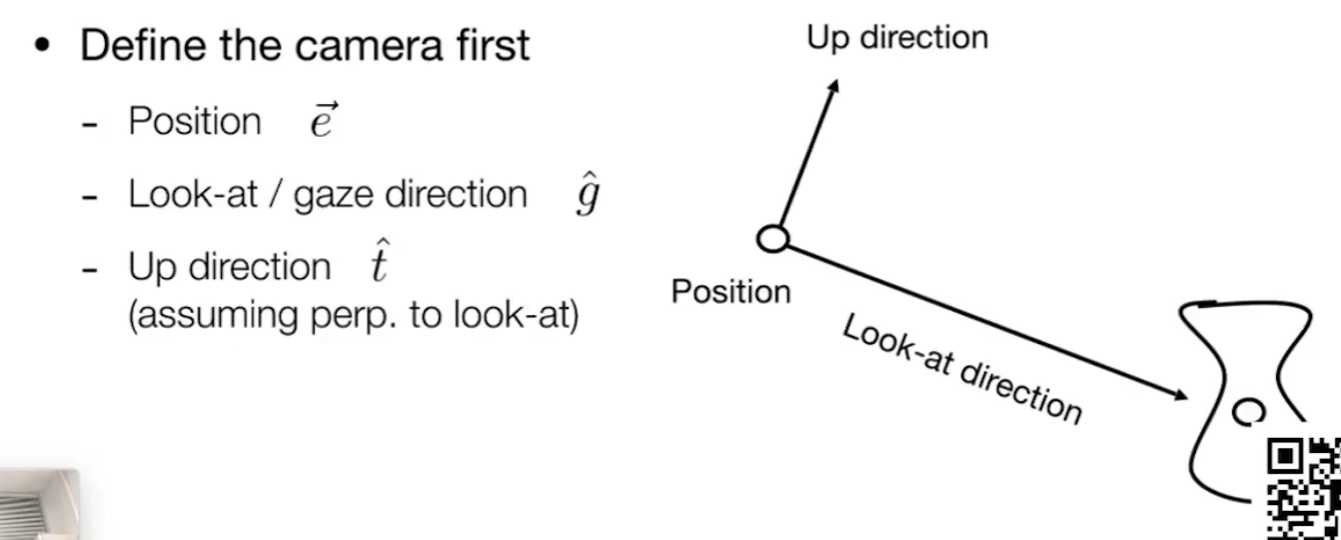 • Define the camera first
- Position $\vec{e}$
- Look-at / gaze direction $\hat{g}$
- Up direction $\hat{t}$
(assuming perp. to look-at)
Up direction
Position
Look-at direction